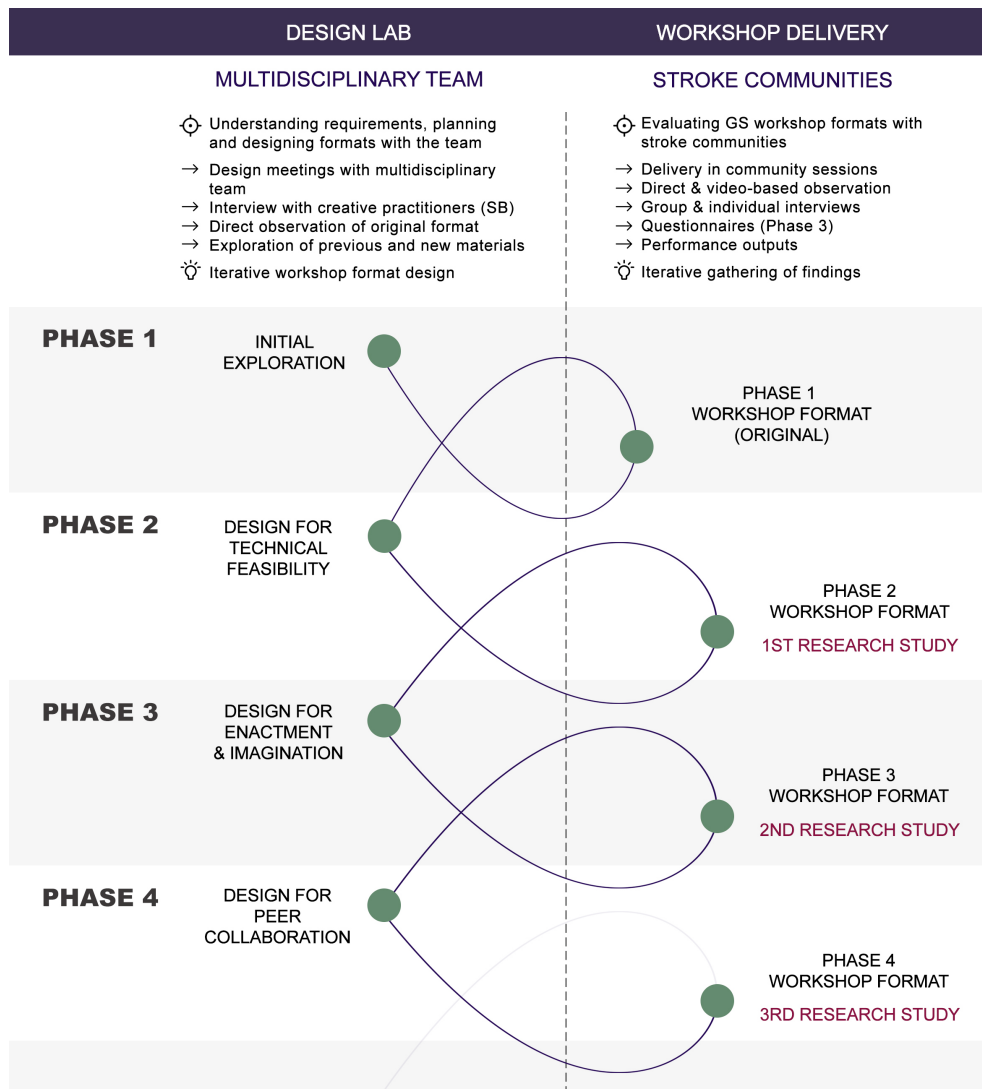 DESIGN LAB
WORKSHOP DELIVERY
MULTIDISCIPLINARY TEAM
Understanding requirements, planning
and designing formats with the team
→ Design meetings with multidisciplinary
team
→ Interview with creative practitioners (SB)
→ Direct observation of original format
→ Exploration of previous and new materials
Iterative workshop format design
STROKE COMMUNITIES
Evaluating GS workshop formats with
stroke communities
→ Delivery in community sessions
→ Direct & video-based observation
→ Group & individual interviews
→ Questionnaires (Phase 3)
→ Performance outputs
Iterative gathering of findings
PHASE 1
INITIAL
EXPLORATION
PHASE 1
WORKSHOP FORMAT
(ORIGINAL)
PHASE 2
DESIGN FOR
TECHNICAL
FEASIBILITY
PHASE 2
WORKSHOP FORMAT
1ST RESEARCH STUDY
PHASE 3
DESIGN FOR
ENACTMENT
& IMAGINATION
PHASE 3
WORKSHOP FORMAT
2ND RESEARCH STUDY
PHASE 4
DESIGN FOR
PEER
COLLABORATION
PHASE 4
WORKSHOP FORMAT
3RD RESEARCH STUDY